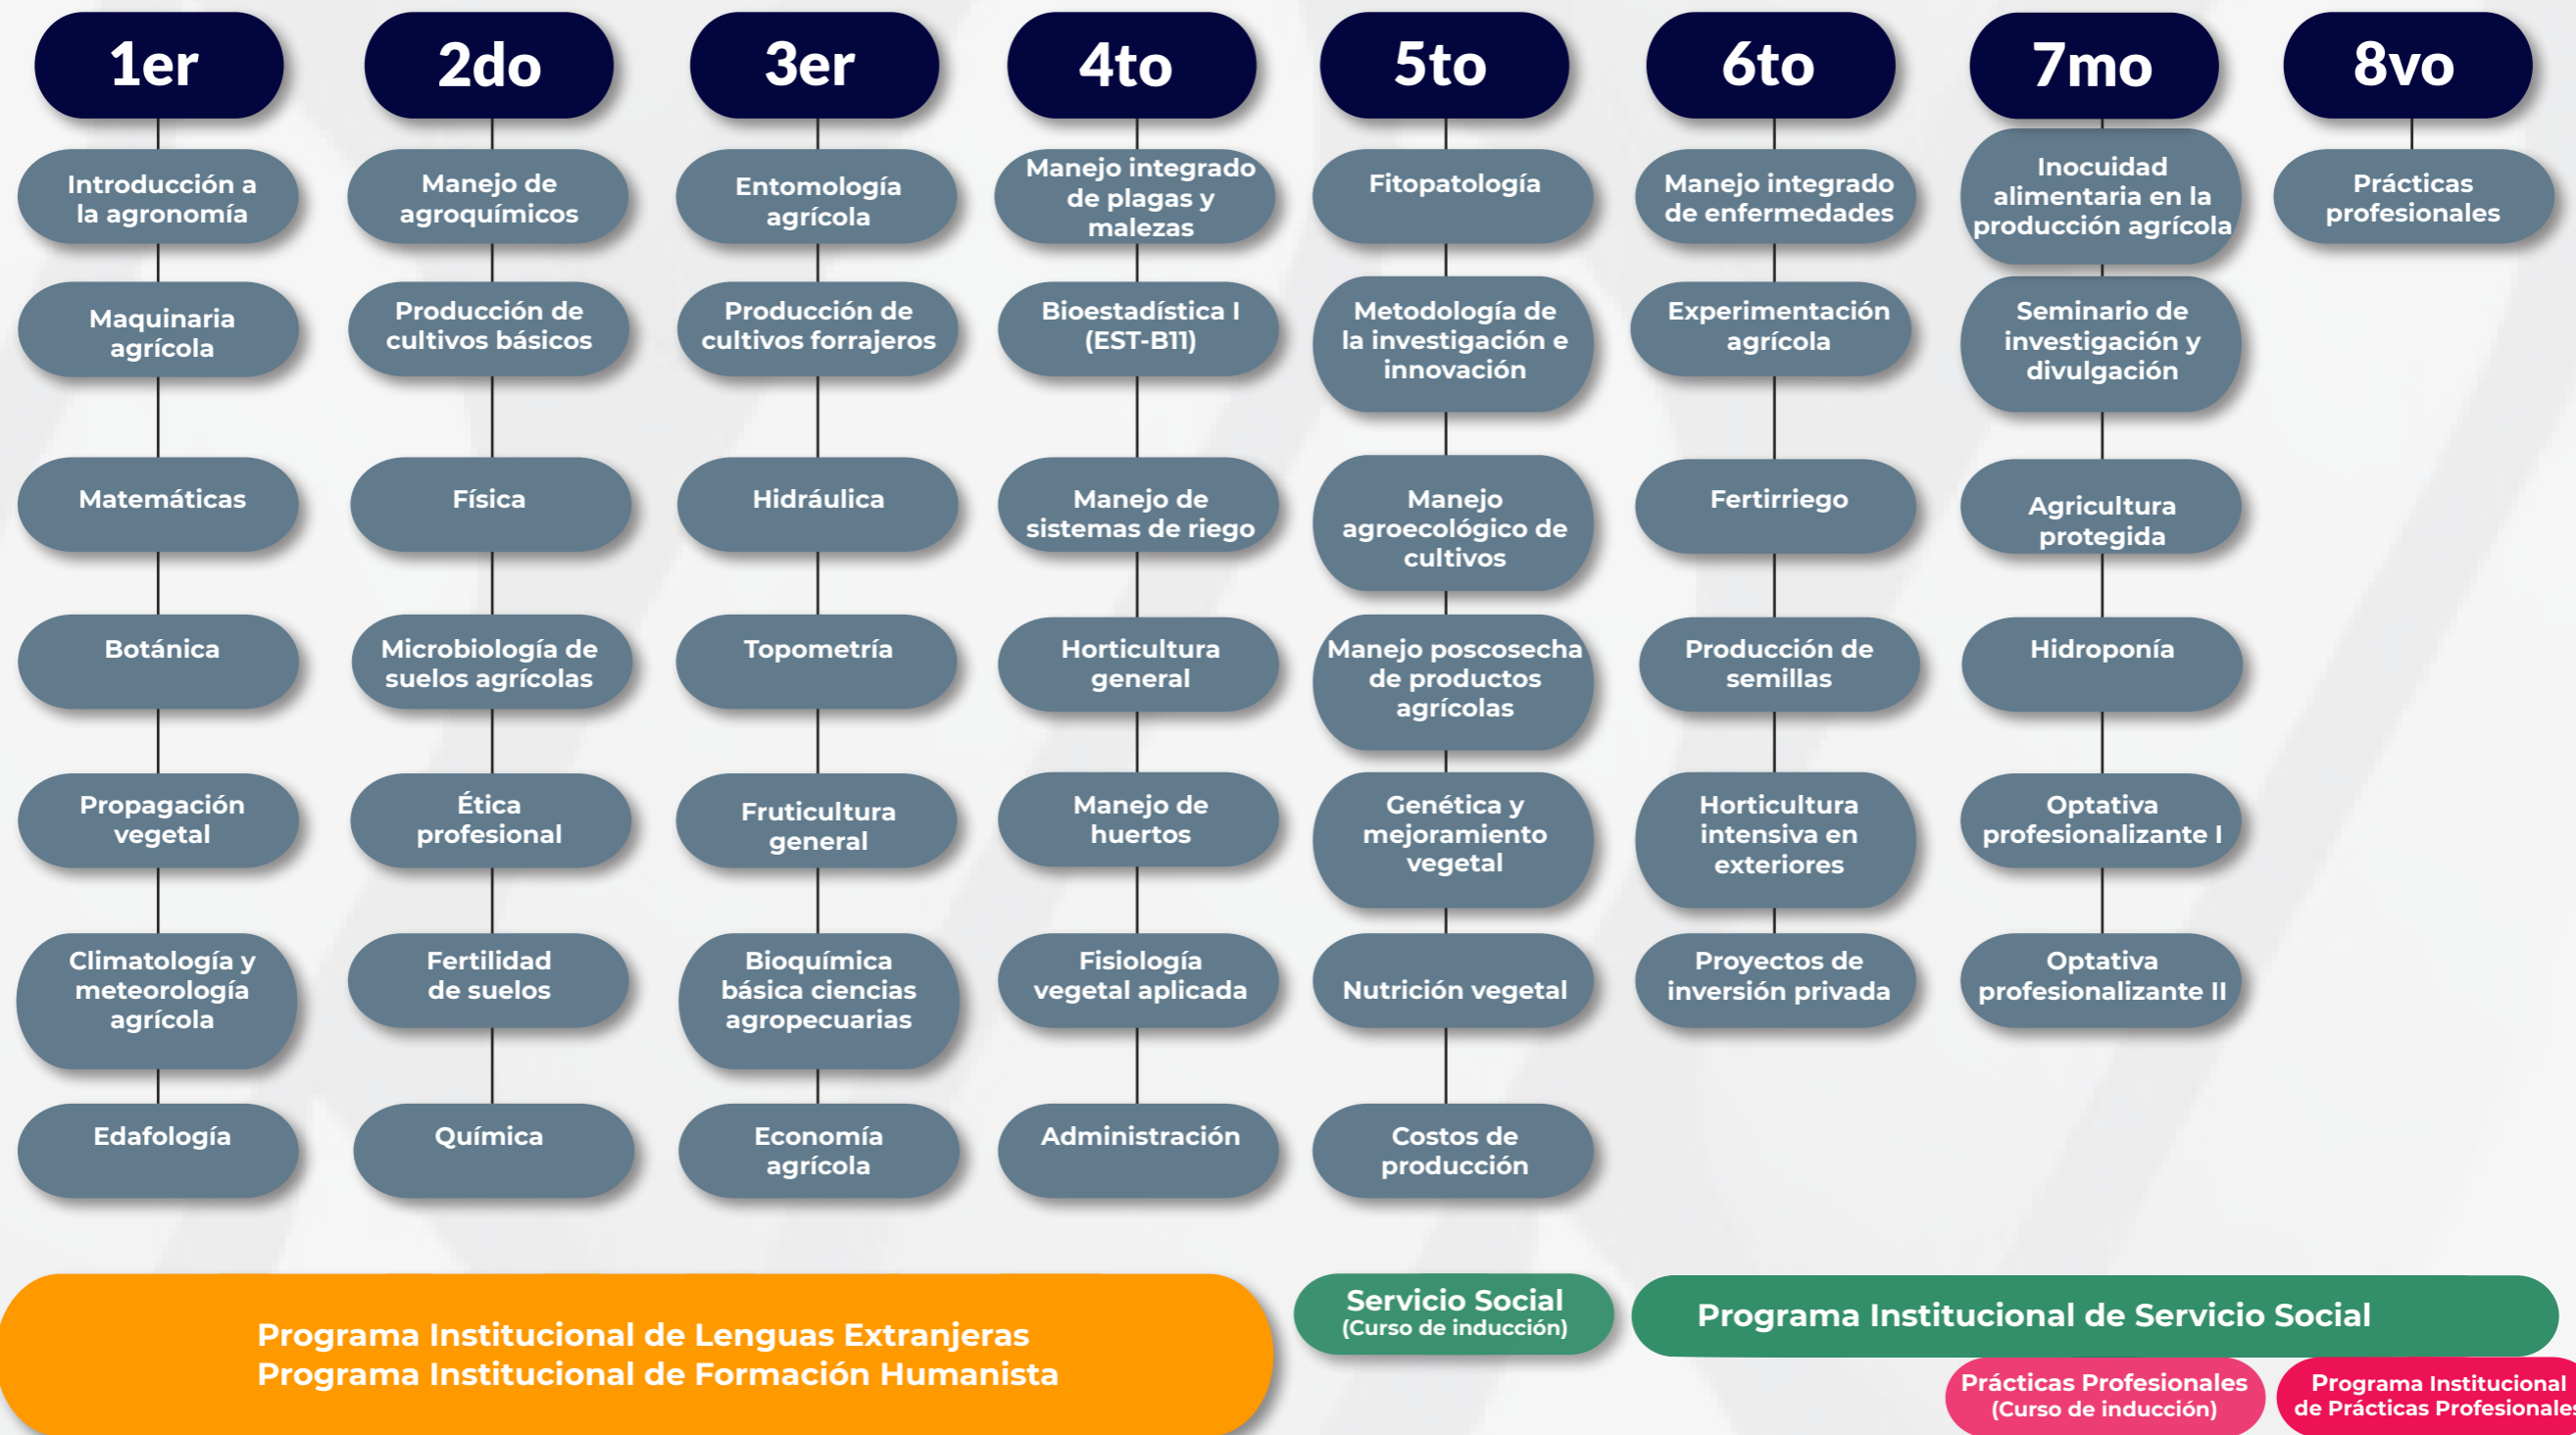 1er
Introducción a
la agronomía
Maquinaria
agrícola
Matemáticas
Botánica
Propagación
vegetal
Climatología y
meteorología
agrícola
Edafología
2do
Manejo de
agroquímicos
Producción de
cultivos básicos
Física
Microbiología de
suelos agrícolas
Ética
profesional
Fertilidad
de suelos
Química
3er
Entomología
agrícola
Producción de
cultivos forrajeros
Hidráulica
Topometría
Fruticultura
general
Bioquímica
básica ciencias
agropecuarias
Economía
agrícola
4to
Manejo integrado
de plagas y
malezas
Bioestadística I
(EST-B11)
Manejo de
sistemas de riego
Horticultura
general
Manejo de
huertos
Fisiología
vegetal aplicada
Administración
5to
Fitopatología
Metodología de
la investigación e
innovación
Manejo
agroecológico de
cultivos
Manejo poscosecha
de productos
agrícolas
Genética y
mejoramiento
vegetal
Nutrición vegetal
Costos de
producción
6to
Manejo integrado
de enfermedades
Experimentación
agrícola
Fertirriego
Producción de
semillas
Horticultura
intensiva en
exteriores
Proyectos de
inversión privada
7mo
Inocuidad
alimentaria en la
producción agrícola
Seminario de
investigación y
divulgación
Agricultura
protegida
Hidroponía
Optativa
profesionalizante I
Optativa
profesionalizante II
8vo
Prácticas
profesionales
Programa Institucional de Lenguas Extranjeras
Programa Institucional de Formación Humanista
Servicio Social
(Curso de inducción)
Programa Institucional de Servicio Social
Prácticas Profesionales
(Curso de inducción)
Programa Institucional
de Prácticas Profesionales